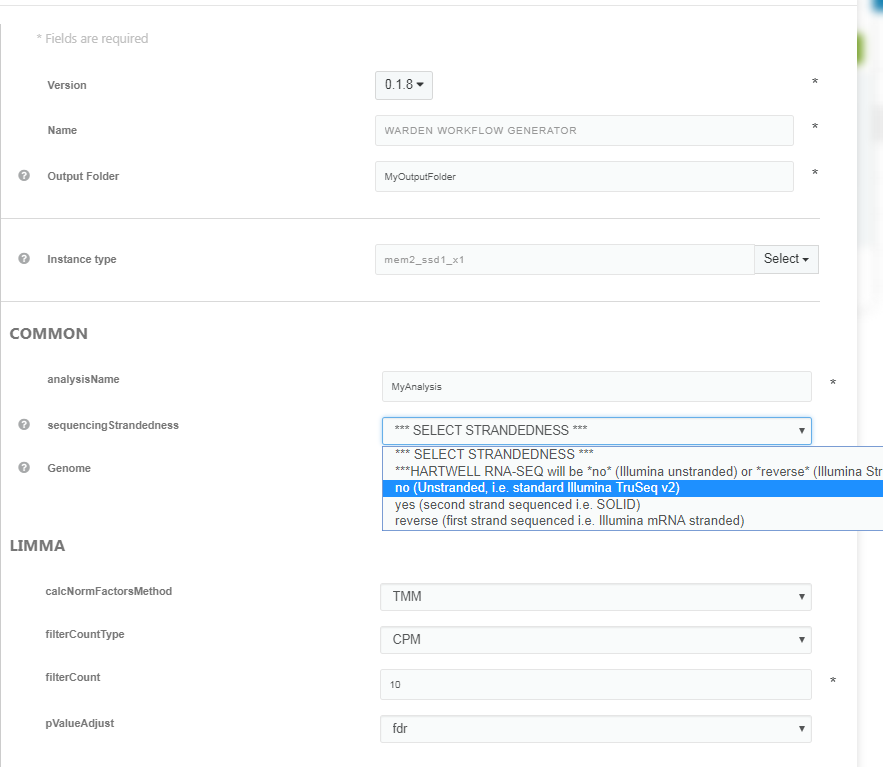 * Fields are required
Version 0.1.8 *
Name WARDEN WORKFLOW GENERATOR *
Output Folder MyOutputFolder *
Instance type mem2_ssd1_x1 Select
COMMON
analysisName MyAnalysis *
sequencingStrandedness *** SELECT STRANDEDNESS ***
*** SELECT STRANDEDNESS ***
***HARTWELL RNA-SEQ will be *no* (Illumina unstranded) or *reverse* (Illumina Str
Genome
no (Unstranded, i.e. standard Illumina TruSeq v2)
yes (second strand sequenced i.e. SOLID)
reverse (first strand sequenced i.e. Illumina mRNA stranded)
LIMMA
calcNormFactorsMethod TMM
filterCountType CPM
filterCount 10 *
pValueAdjust fdr